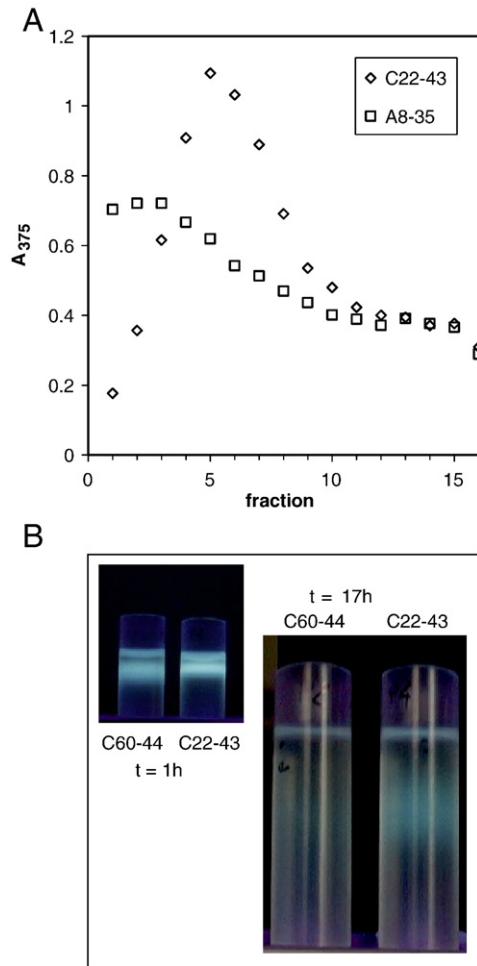 A
1.2
1
0.8
0.6
0.4
0.2
0
A375
C22-43
A8-35
0 5 10 15
fraction
B
t = 17h
C60-44 C22-43
C60-44 C22-43
t = 1h